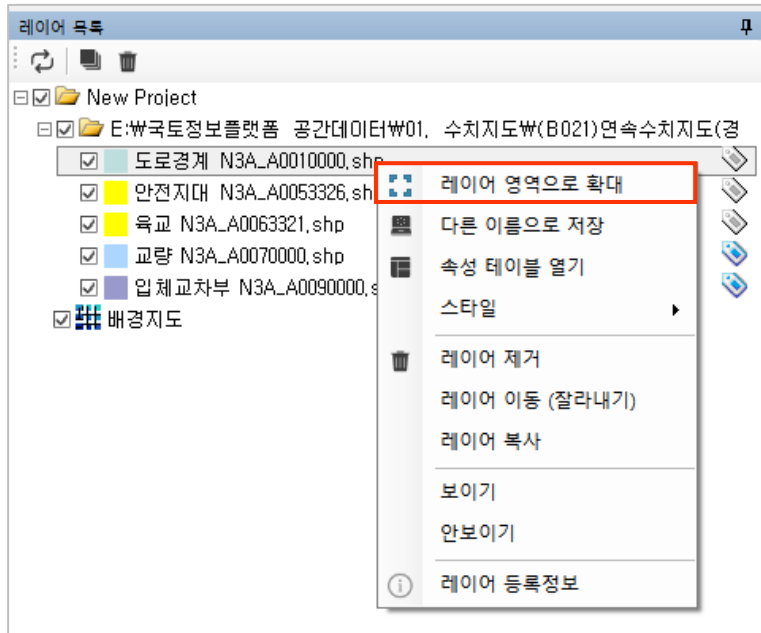 레이어 목록
New Project
E:₩국토정보플랫폼 공간데이터₩01. 수치지도₩(B021)연속수치지도(경
도로경계 N3A_A0010000.shp
안전지대 N3A_A0053326.sh
육교 N3A_A0063321.shp
교량 N3A_A0070000.shp
입체교차부 N3A_A0090000.s
배경지도
레이어 영역으로 확대
다른 이름으로 저장
속성 테이블 열기
스타일
레이어 제거
레이어 이동 (잘라내기)
레이어 복사
보이기
안보이기
레이어 등록정보